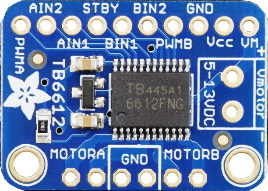 AIN2 STBY BIN2 GND
AIN1 BIN1 PWMB Vcc VM
PWMA
TB6612
TB445A1
6612FNG
Vmotor
5-13VDC
+
-
MOTORA GND MOTORB